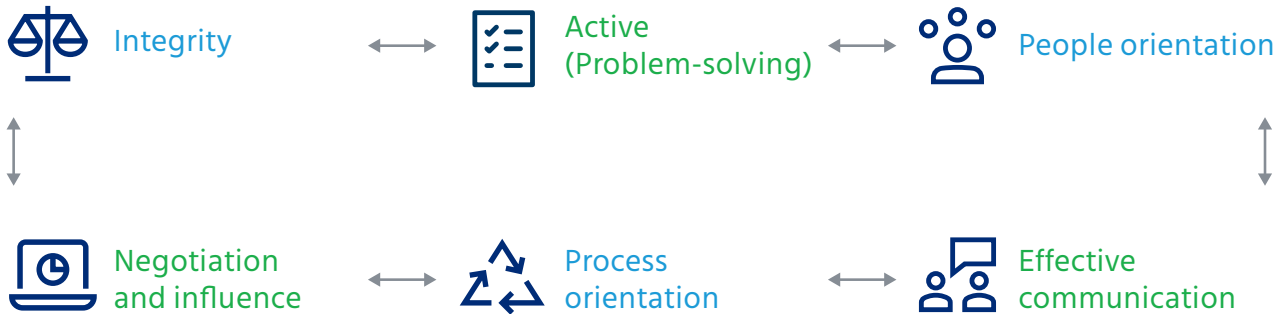 Integrity
Active
(Problem-solving)
People orientation
Negotiation
and influence
Process
orientation
Effective
communication